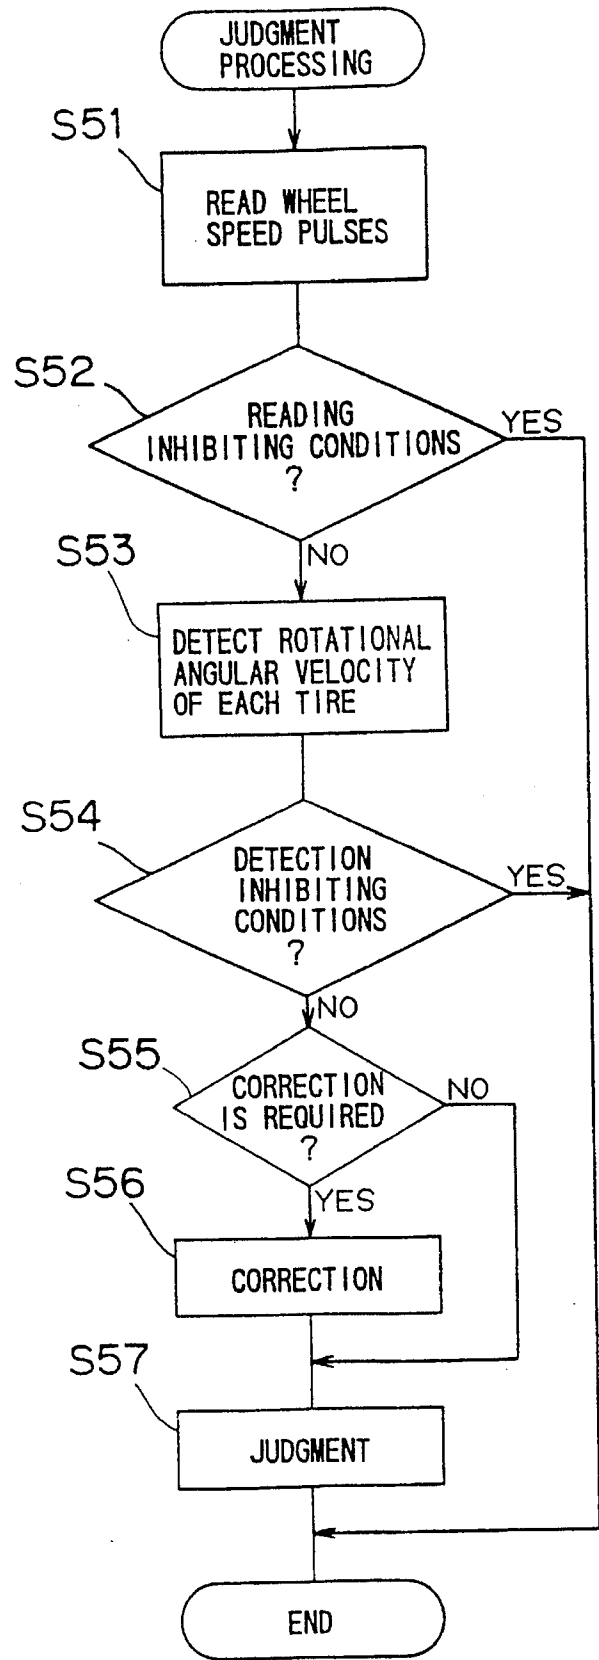 JUDGMENT
PROCESSING
S51
READ WHEEL
SPEED PULSES
S52
READING
INHIBITING CONDITIONS
?
YES
NO
S53
DETECT ROTATIONAL
ANGULAR VELOCITY
OF EACH TIRE
S54
DETECTION
INHIBITING
CONDITIONS
?
YES
NO
S55
CORRECTION
IS REQUIRED
?
NO
YES
S56
CORRECTION
S57
JUDGMENT
END